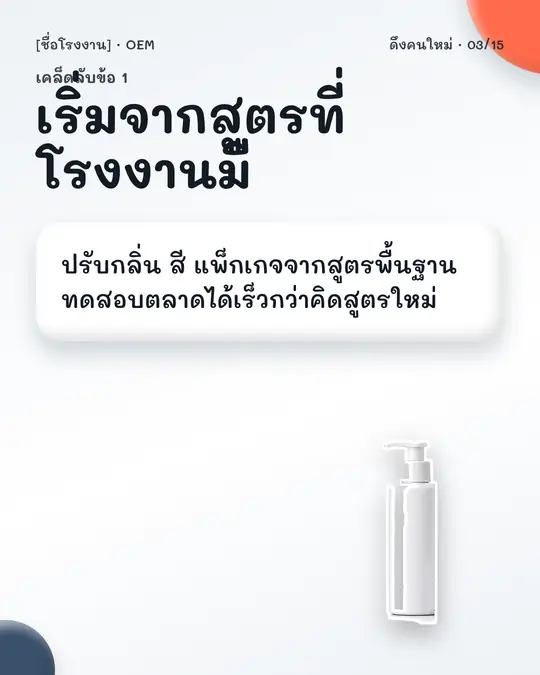 [ชื่อโรงงาน] · OEM
ดึงคนใหม่ · 03/15
เคล็ดลับข้อ 1
เริ่มจากสูตรที่
โรงงานมี
ปรับกลิ่น สี แพ็กเกจจากสูตรพื้นฐาน
ทดสอบตลาดได้เร็วกว่าคิดสูตรใหม่